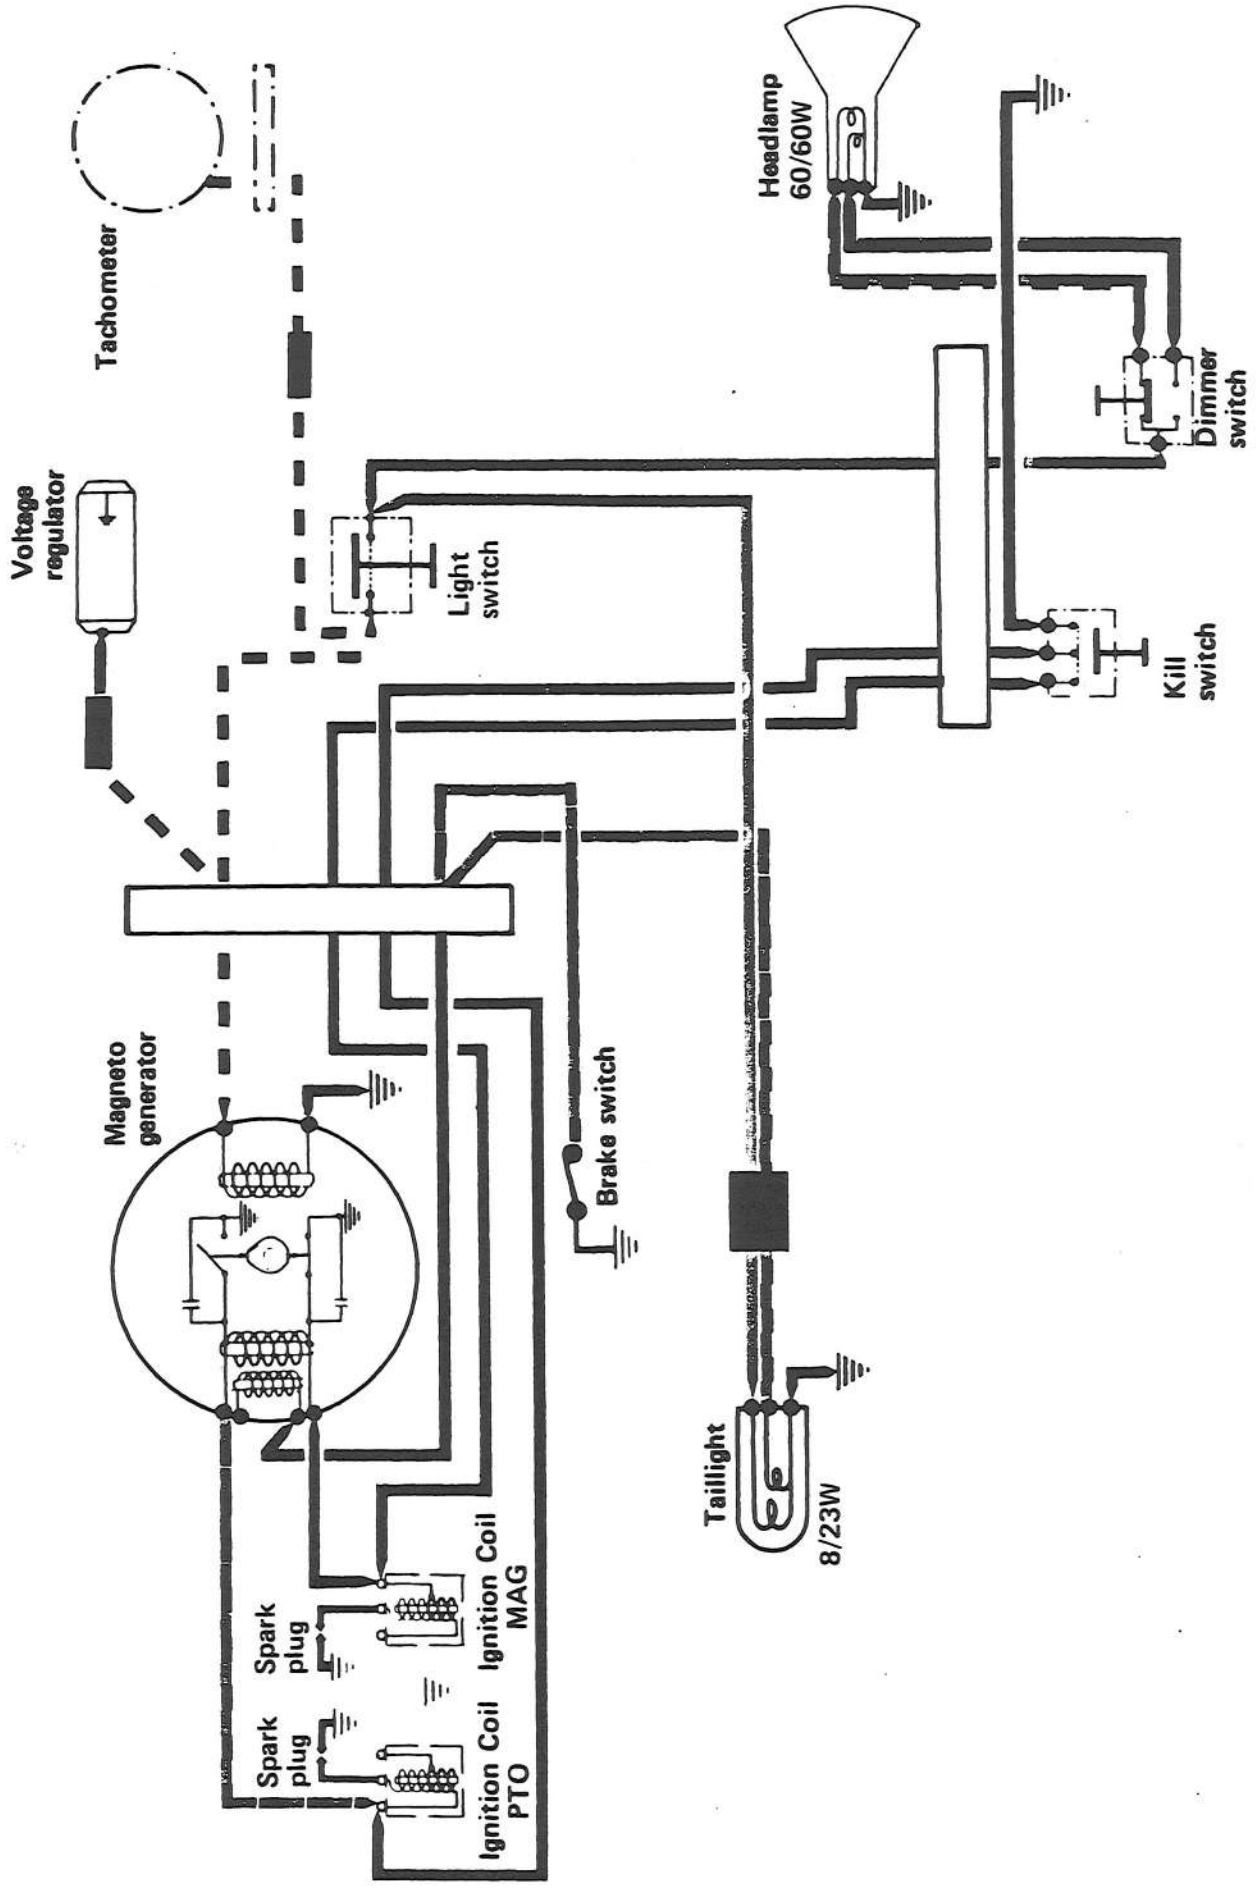 Spark
plug
Ignition Coil
PTO
Spark
plug
Ignition Coil
MAG
Taillight
8/23W
Magneto
generator
Brake switch
Voltage
regulator
Tachometer
Light
switch
Kill
switch
Dimmer
switch
Headlamp
60/60W